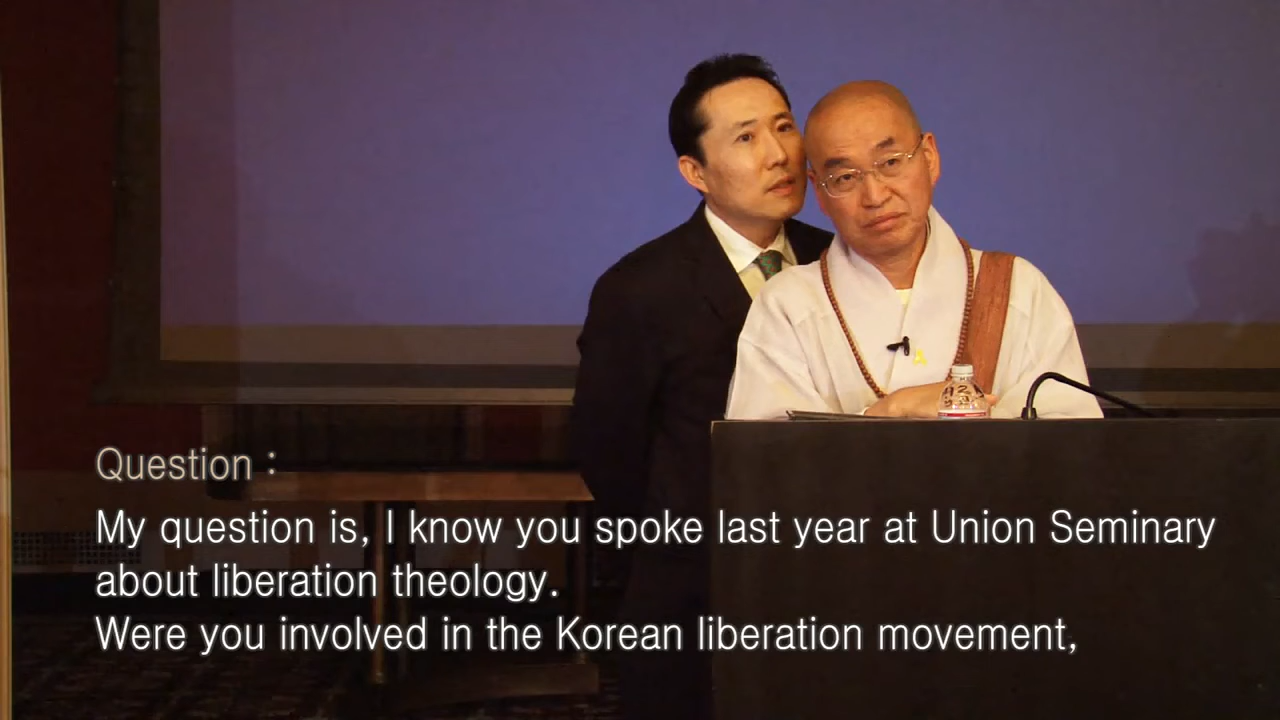 Question :
My question is, I know you spoke last year at Union Seminary
about liberation theology.
Were you involved in the Korean liberation movement,